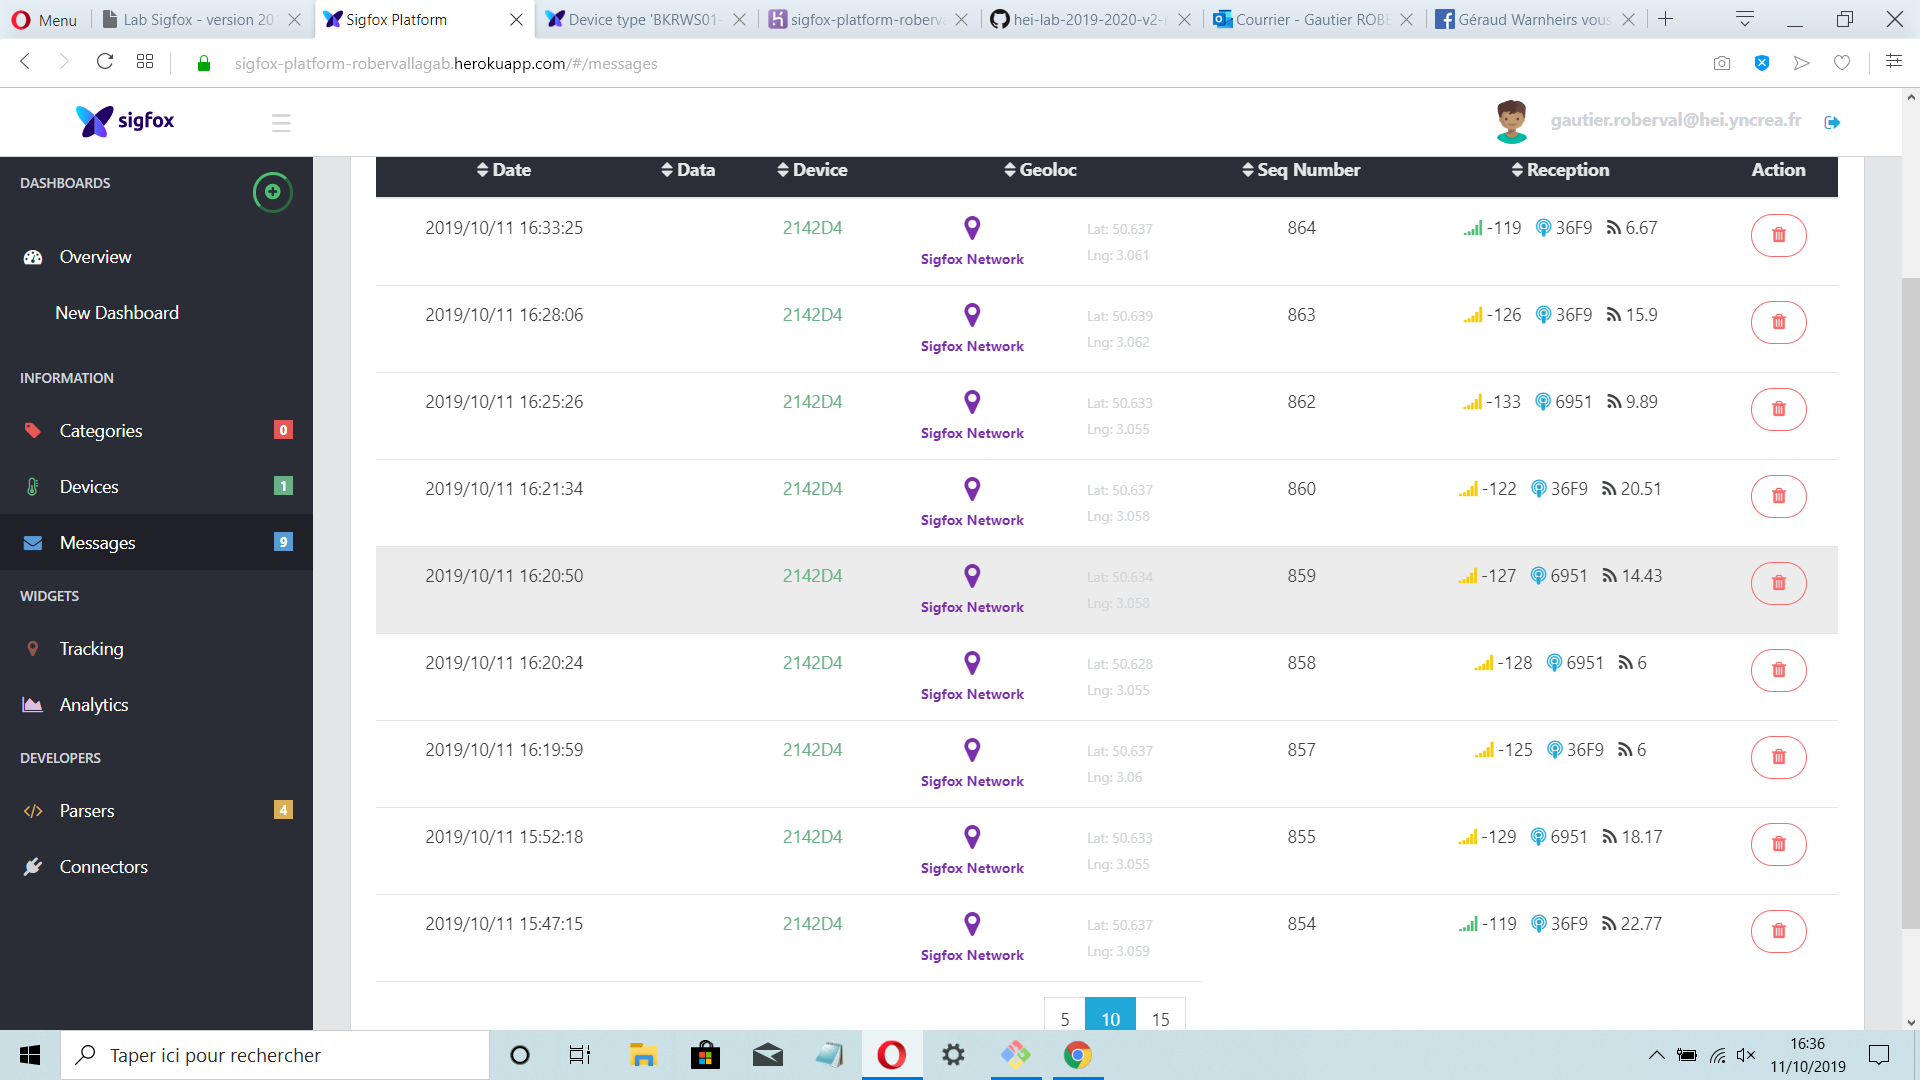 Menu
Lab Sigfox - version 20
Sigfox Platform
Device type 'BKRWS01-
sigfox-platform-roberva
hei-lab-2019-2020-v2-r
Courrier - Gautier ROBE
Géraud Warnheirs vous
sigfox-platform-robervallagab.herokuapp.com/#/messages
sigfox
gautier.roberval@hei.yncrea.fr
DASHBOARDS
Overview
New Dashboard
INFORMATION
Categories 0
Devices 1
Messages 9
WIDGETS
Tracking
Analytics
DEVELOPERS
Parsers 4
Connectors
Date Data Device Geoloc Seq Number Reception Action
2019/10/11 16:33:25 2142D4 Lat: 50.637 864 -119 36F9 6.67
Sigfox Network Lng: 3.061
2019/10/11 16:28:06 2142D4 Lat: 50.639 863 -126 36F9 15.9
Sigfox Network Lng: 3.062
2019/10/11 16:25:26 2142D4 Lat: 50.633 862 -133 6951 9.89
Sigfox Network Lng: 3.055
2019/10/11 16:21:34 2142D4 Lat: 50.637 860 -122 36F9 20.51
Sigfox Network Lng: 3.058
2019/10/11 16:20:50 2142D4 Lat: 50.634 859 -127 6951 14.43
Sigfox Network Lng: 3.058
2019/10/11 16:20:24 2142D4 Lat: 50.628 858 -128 6951 6
Sigfox Network Lng: 3.055
2019/10/11 16:19:59 2142D4 Lat: 50.637 857 -125 36F9 6
Sigfox Network Lng: 3.06
2019/10/11 15:52:18 2142D4 Lat: 50.633 855 -129 6951 18.17
Sigfox Network Lng: 3.055
2019/10/11 15:47:15 2142D4 Lat: 50.637 854 -119 36F9 22.77
Sigfox Network Lng: 3.059
5 10 15
Taper ici pour rechercher
16:36
11/10/2019